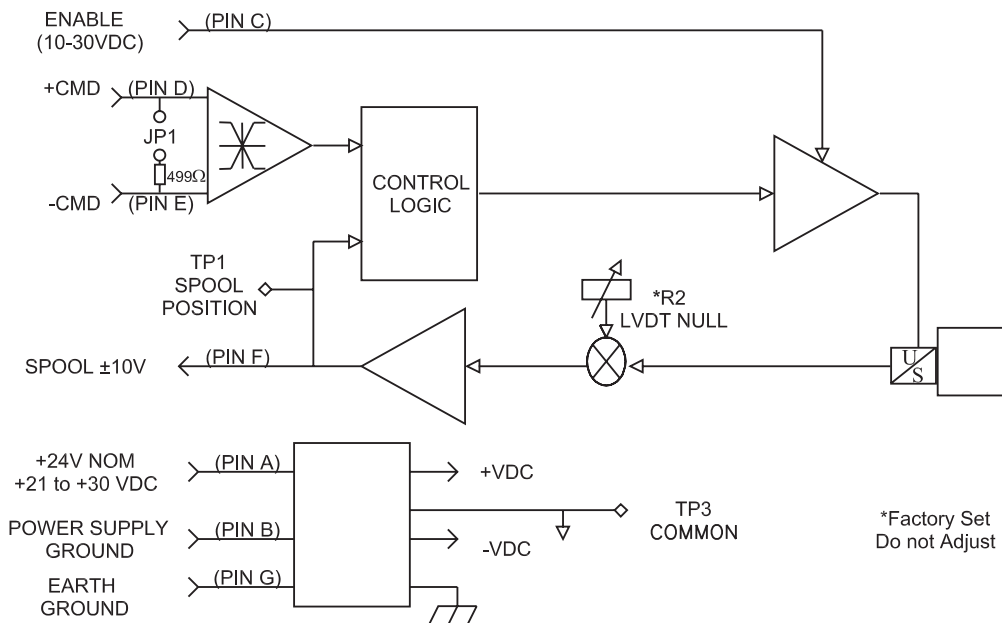 ENABLE
(10-30VDC)
(PIN C)
+CMD
(PIN D)
JP1
499Ω
-CMD
(PIN E)
CONTROL
LOGIC
TP1
SPOOL
POSITION
*R2
LVDT NULL
SPOOL ±10V
(PIN F)
U
S
+24V NOM
+21 to +30 VDC
(PIN A)
+VDC
POWER SUPPLY
GROUND
(PIN B)
-VDC
TP3
COMMON
EARTH
GROUND
(PIN G)
*Factory Set
Do not Adjust